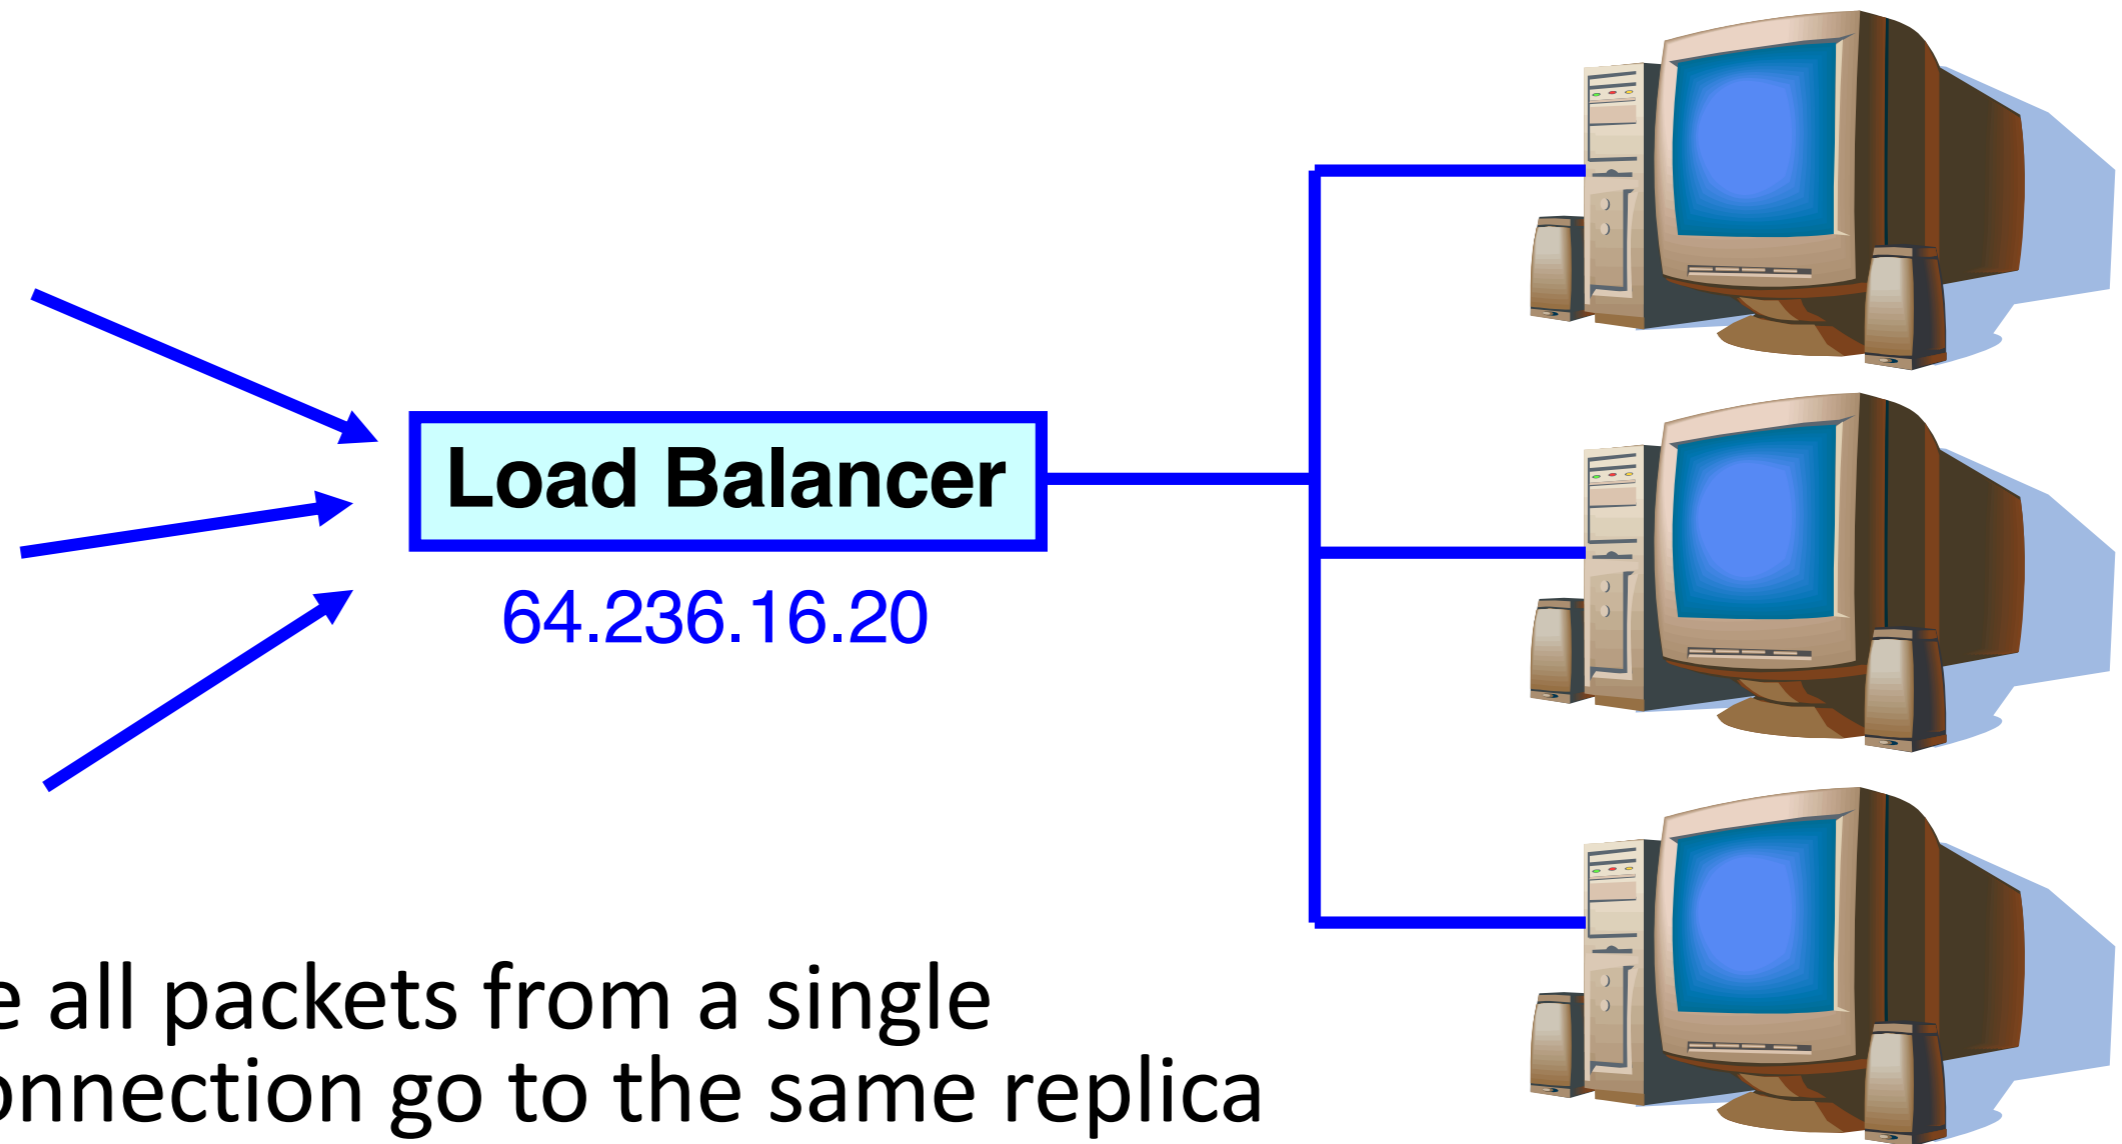 Load Balancer
64.236.16.20
e all packets from a single
onnection go to the same replica